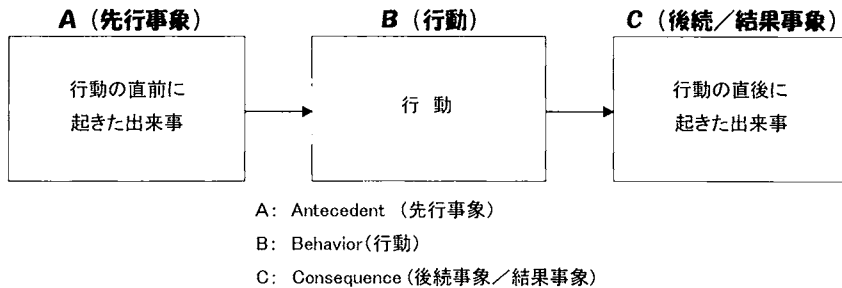 A（先行事象）
B（行動）
C（後続／結果事象）
行動の直前に
起きた出来事
行 動
行動の直後に
起きた出来事
A： Antecedent （先行事象）
B： Behavior（行動）
C： Consequence（後続事象／結果事象）